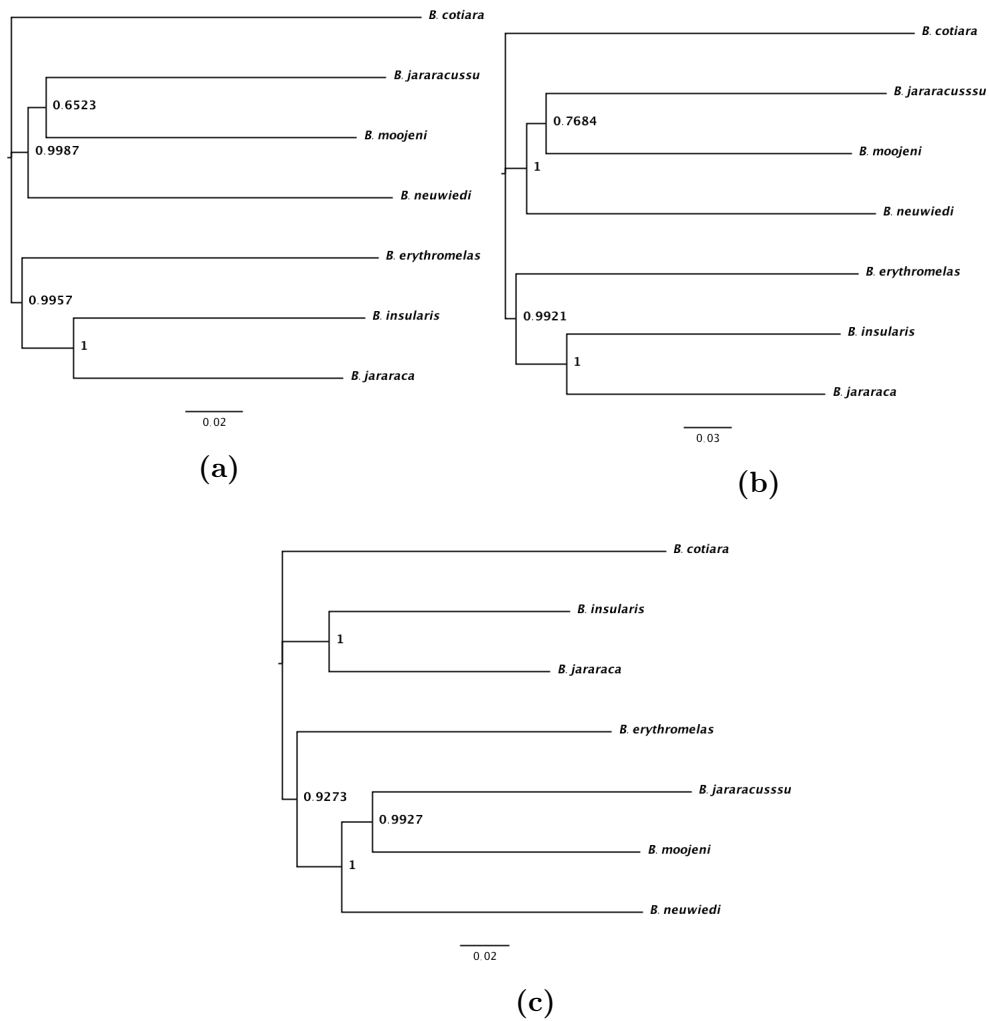 B. cotiara
B. jararacussu
0.6523
B. moojeni
0.9987
B. neuwiedi
B. erythromelas
0.9957
B. insularis
1
B. jararaca
0.02
(a)
B. cotiara
B. jararacusssu
0.7684
B. moojeni
1
B. neuwiedi
B. erythromelas
0.9921
B. insularis
1
B. jararaca
0.03
(b)
B. cotiara
B. insularis
1
B. jararaca
B. erythromelas
B. jararacusssu
0.9273
0.9927
B. moojeni
1
B. neuwiedi
0.02
(c)